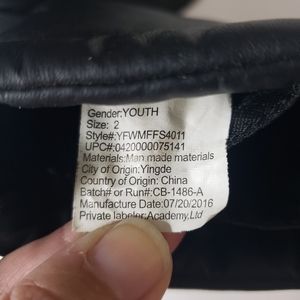 Gender:YOUTH
Size: 2
Style#:YFWMFFS4011
UPC#:0420000075141
Materials:Man made materials
City of Origin:Yingde
Country of Origin: China
Batch# or Run#:CB-1486-A
Manufacture Date:07/20/2016
Private labeler:Academy.Ltd